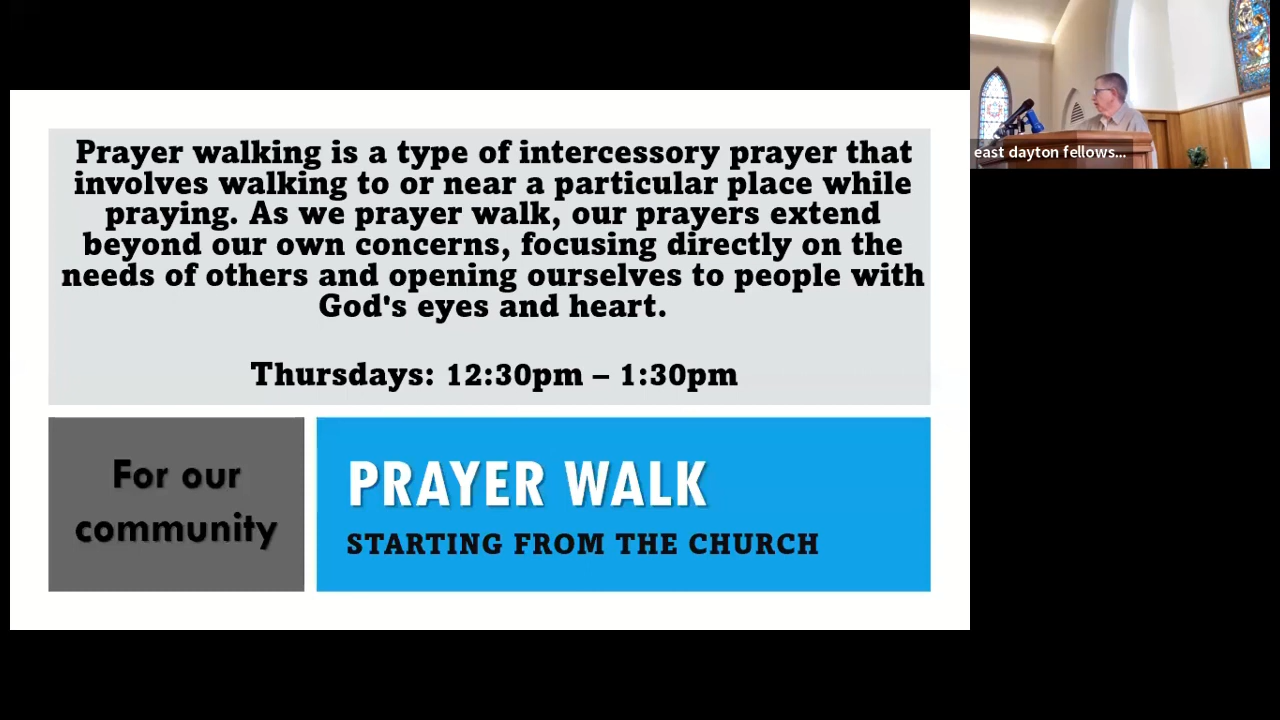 Prayer walking is a type of intercessory prayer that
involves walking to or near a particular place while
praying. As we prayer walk, our prayers extend
beyond our own concerns, focusing directly on the
needs of others and opening ourselves to people with
God's eyes and heart.
Thursdays: 12:30pm – 1:30pm
For our
community
PRAYER WALK
STARTING FROM THE CHURCH
east dayton fellows...